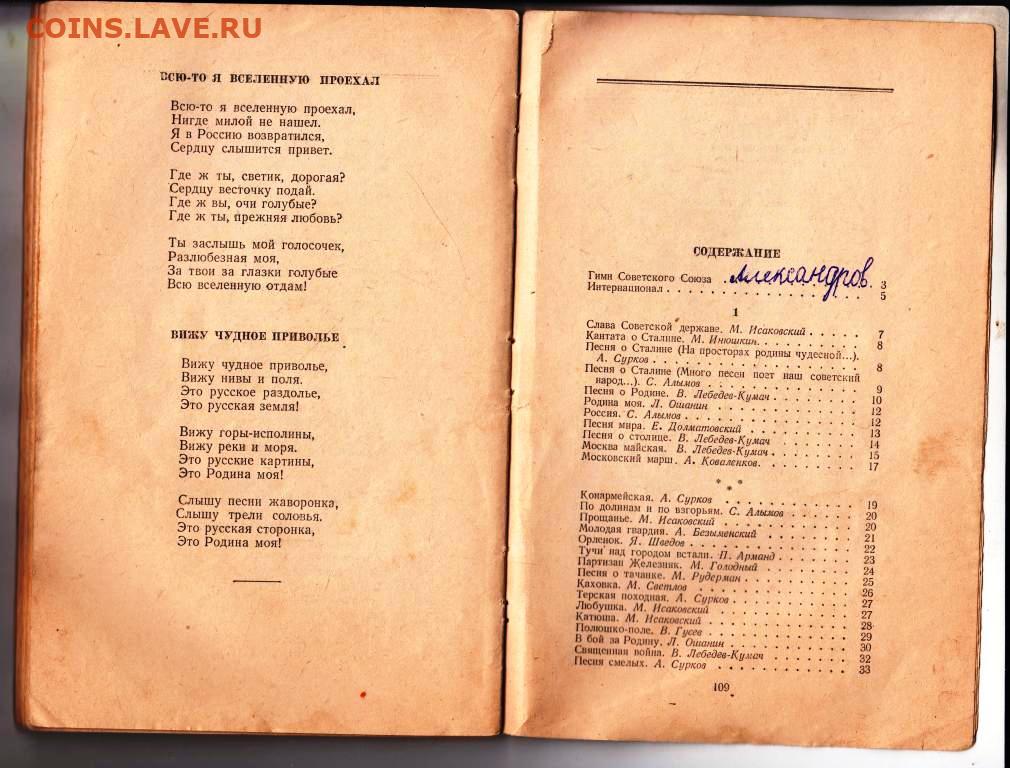 COINS.LAVE.RU
ВСЮ-ТО Я ВСЕЛЕННУЮ ПРОЕХАЛ
Всю-то я вселенную проехал,
Нигде милой не нашел.
Я в Россию возвратился,
Сердцу слышится привет.
Где ж ты, светик, дорогая?
Сердцу весточку подай.
Где ж вы, очи голубые?
Где ж ты, прежняя любовь?
Ты заслышь мой голосочек,
Разлюбезная моя,
За твои за глазки голубые
Всю вселенную отдам!
ВИЖУ ЧУДНОЕ ПРИВОЛЬЕ
Вижу чудное приволье,
Вижу нивы и поля.
Это русское раздолье,
Это русская земля!
Вижу горы-исполины,
Вижу реки и моря.
Это русские картины,
Это Родина моя!
Слышу песни жаворонка,
Слышу трели соловья.
Это русская сторонка,
Это Родина моя!
СОДЕРЖАНИЕ
Гимн Советского Союза Александров. 3
Интернационал . . . . . . . . . . 5
1
Слава Советской державе. М. Исаковский . . . . . 7
Кантата о Сталине. М. Инюшкин. . . . . . . 8
Песня о Сталине (На просторах родины чудесной...).
А. Сурков . . . . . . . . . . 8
Песня о Сталине (Много песен поет наш советский
народ...). С. Алымов . . . . . . . . 9
Песня о Родине. В. Лебедев-Кумач . . . . . . 10
Родина моя. Л. Ошанин . . . . . . . . 12
Россия. С. Алымов . . . . . . . . . 12
Песня мира. Е. Долматовский . . . . . . . 13
Песня о столице. В. Лебедев-Кумач . . . . . . 14
Москва майская. В. Лебедев-Кумач . . . . . . 15
Московский марш. А. Коваленков. . . . . . . 17
* * *
Конармейская. А. Сурков . . . . . . . . 19
По долинам и по взгорьям. С. Алымов . . . . . 20
Прощанье. М. Исаковский . . . . . . . . 20
Молодая гвардия. А. Безыменский . . . . . . 21
Орленок. Я. Шведов . . . . . . . . . 22
Тучи над городом встали. П. Арманд . . . . . 23
Партизан Железняк. М. Голодный . . . . . . 24
Песня о тачанке. М. Рудерман . . . . . . . 25
Каховка. М. Светлов . . . . . . . . . 26
Терская походная. А. Сурков . . . . . . . 27
Любушка. М. Исаковский . . . . . . . . 27
Катюша. М. Исаковский . . . . . . . . 28
Полюшко-поле. В. Гусев . . . . . . . . 29
В бой за Родину. Л. Ошанин . . . . . . . 30
Священная война. В. Лебедев-Кумач . . . . . . 32
Песня смелых. А. Сурков . . . . . . . . 33
109